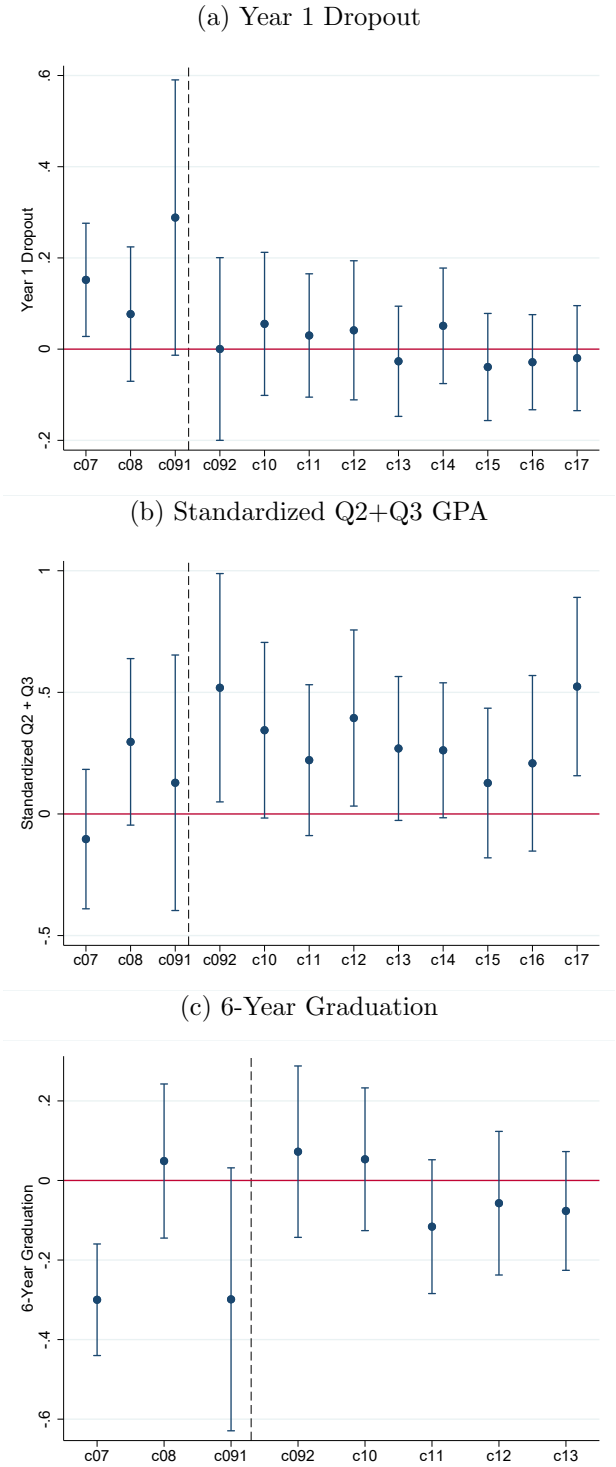 (a) Year 1 Dropout
Year 1 Dropout
.6
.4
.2
0
-.2
c07 c08 c091 c092 c10 c11 c12 c13 c14 c15 c16 c17
(b) Standardized Q2+Q3 GPA
Standardized Q2 + Q3
1
.5
0
-.5
c07 c08 c091 c092 c10 c11 c12 c13 c14 c15 c16 c17
(c) 6-Year Graduation
6-Year Graduation
.2
0
-.2
-.4
-.6
c07 c08 c091 c092 c10 c11 c12 c13